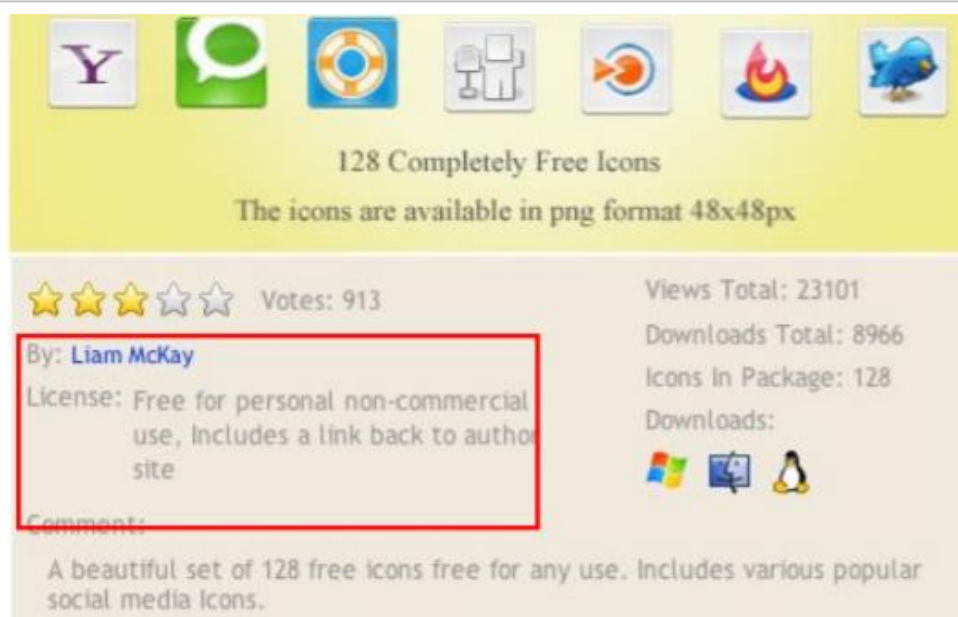 Y
128 Completely Free Icons
The icons are available in png format 48x48px
Votes: 913
By: Liam McKay
License: Free for personal non-commercial
use, Includes a link back to author
site
Comment:
A beautiful set of 128 free icons free for any use. Includes various popular
social media Icons.
Views Total: 23101
Downloads Total: 8966
Icons In Package: 128
Downloads: